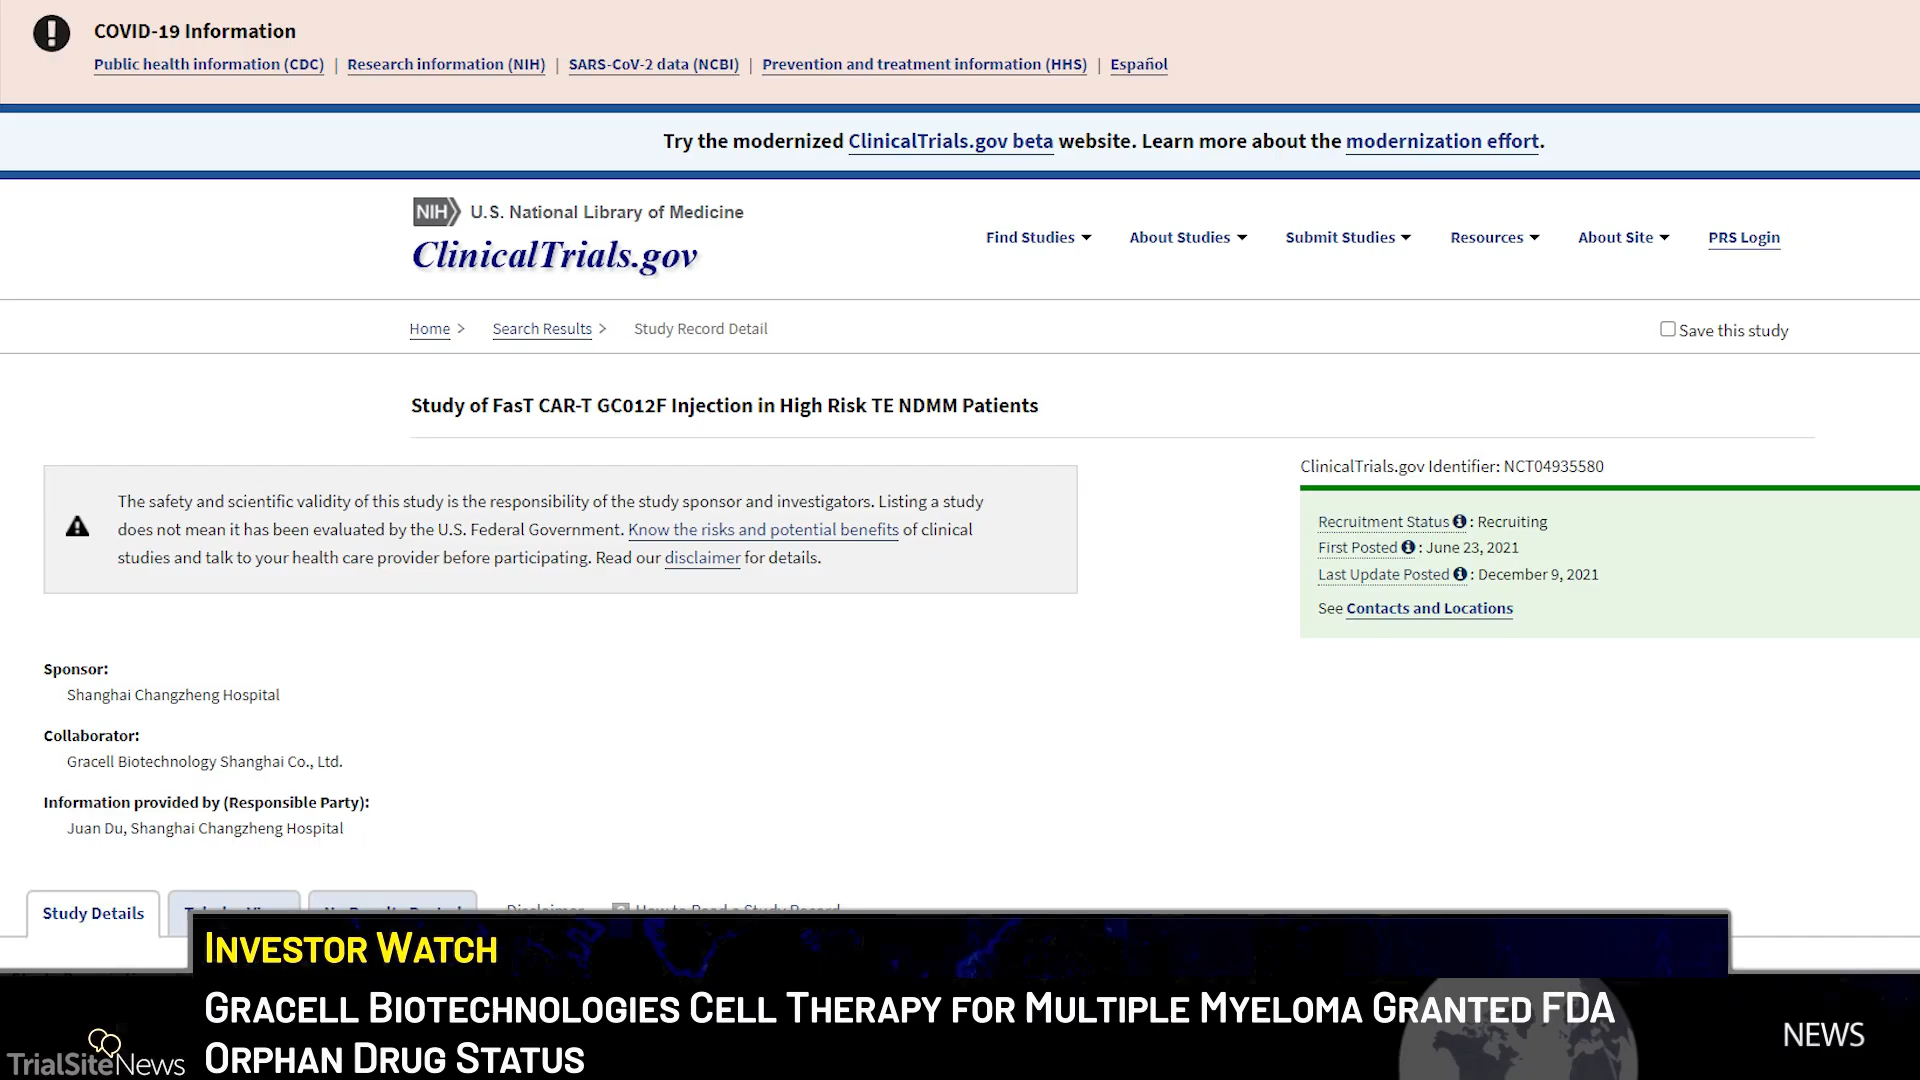 COVID-19 Information
Public health information (CDC) | Research information (NIH) | SARS-CoV-2 data (NCBI) | Prevention and treatment information (HHS) | Español
Try the modernized ClinicalTrials.gov beta website. Learn more about the modernization effort.
NIH U.S. National Library of Medicine
ClinicalTrials.gov
Find Studies About Studies Submit Studies Resources About Site PRS Login
Home > Search Results > Study Record Detail
Save this study
Study of FasT CAR-T GC012F Injection in High Risk TE NDMM Patients
The safety and scientific validity of this study is the responsibility of the study sponsor and investigators. Listing a study
does not mean it has been evaluated by the U.S. Federal Government. Know the risks and potential benefits of clinical
studies and talk to your health care provider before participating. Read our disclaimer for details.
ClinicalTrials.gov Identifier: NCT04935580
Recruitment Status : Recruiting
First Posted : June 23, 2021
Last Update Posted : December 9, 2021
See Contacts and Locations
Sponsor:
Shanghai Changzheng Hospital
Collaborator:
Gracell Biotechnology Shanghai Co., Ltd.
Information provided by (Responsible Party):
Juan Du, Shanghai Changzheng Hospital
Study Details
Disclaimer How to Read a Study Record
Investor Watch
Gracell Biotechnologies Cell Therapy for Multiple Myeloma Granted FDA
Orphan Drug Status
TrialSiteNews
NEWS